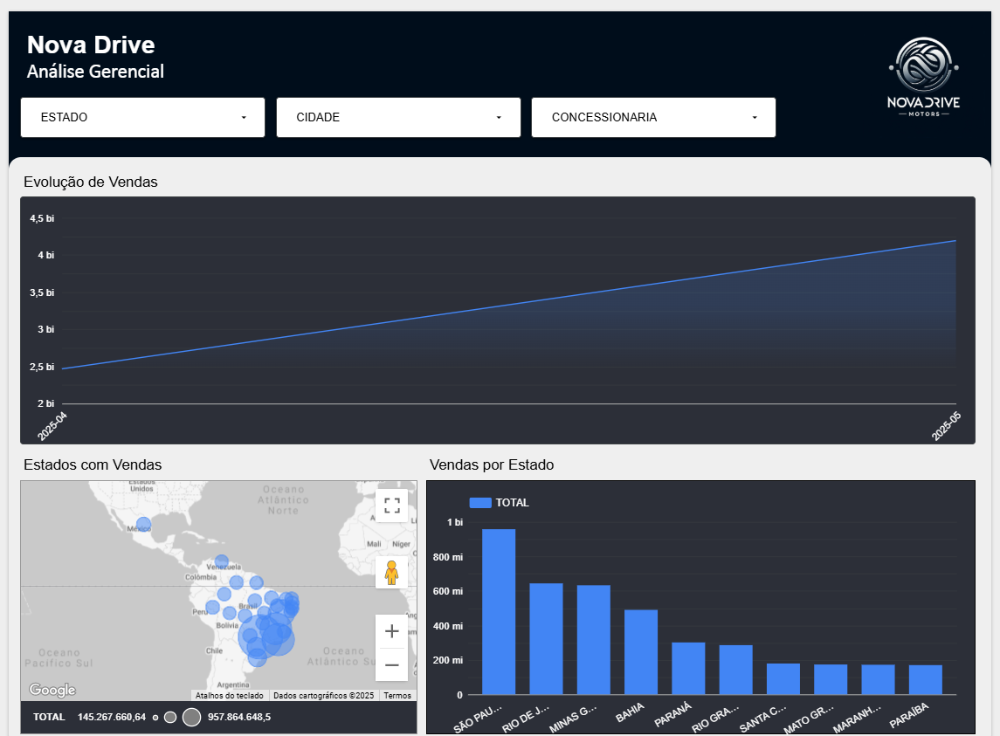 Nova Drive
Análise Gerencial
NOVADRIVE
MOTORS
ESTADO
CIDADE
CONCESSIONARIA
Evolução de Vendas
4,5 bi
4 bi
3,5 bi
3 bi
2,5 bi
2 bi
2025-04
2025-05
Estados com Vendas
Estados
Unidos
México
Oceano
Atlântico
Norte
Mali
Níger
Venezuela
Colômbia
Brasil
Peru
Bolívia
Chile
Argentina
Oceano
Pacífico Sul
Oceano
Atlântico Su
Google
Atalhos do teclado
Dados cartográficos ©2025
Termos
TOTAL 145.267.660,64 957.864.648,5
Vendas por Estado
TOTAL
1 bi
800 mi
600 mi
400 mi
200 mi
0
SÃO PAU...
RIO DE J...
MINAS G...
BAHIA
PARANÁ
RIO GRA...
SANTA C...
MATO GR...
MARANH...
PARAÍBA